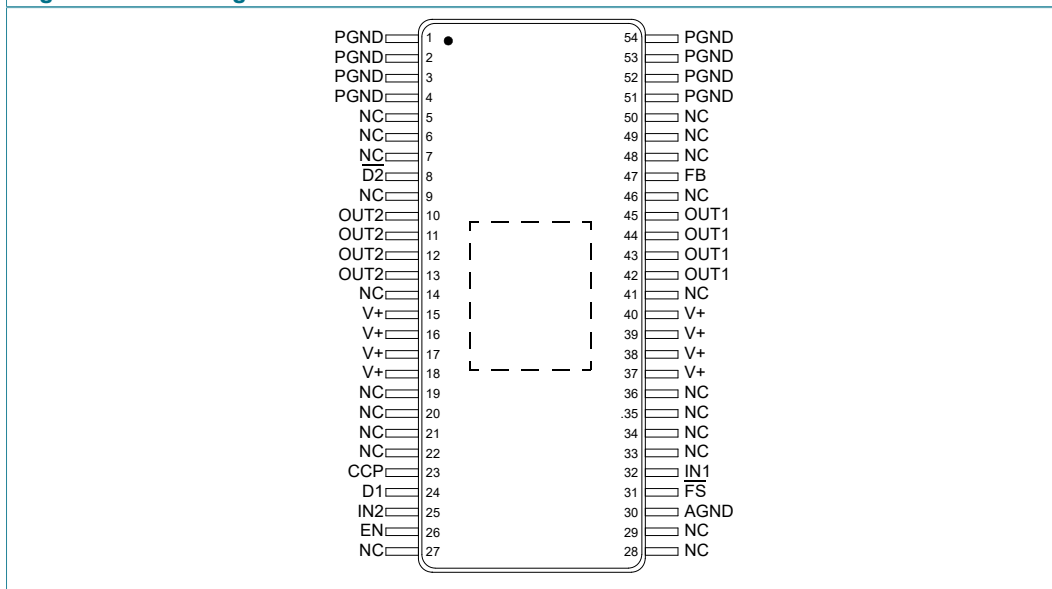 PGND 1 54 PGND
PGND 2 53 PGND
PGND 3 52 PGND
PGND 4 51 PGND
NC 5 50 NC
NC 6 49 NC
NC 7 48 NC
D2 8 47 FB
NC 9 46 NC
OUT2 10 45 OUT1
OUT2 11 44 OUT1
OUT2 12 43 OUT1
OUT2 13 42 OUT1
NC 14 41 NC
V+ 15 40 V+
V+ 16 39 V+
V+ 17 38 V+
V+ 18 37 V+
NC 19 36 NC
NC 20 .35 NC
NC 21 34 NC
NC 22 33 NC
CCP 23 32 IN1
D1 24 31 FS
IN2 25 30 AGND
EN 26 29 NC
NC 27 28 NC